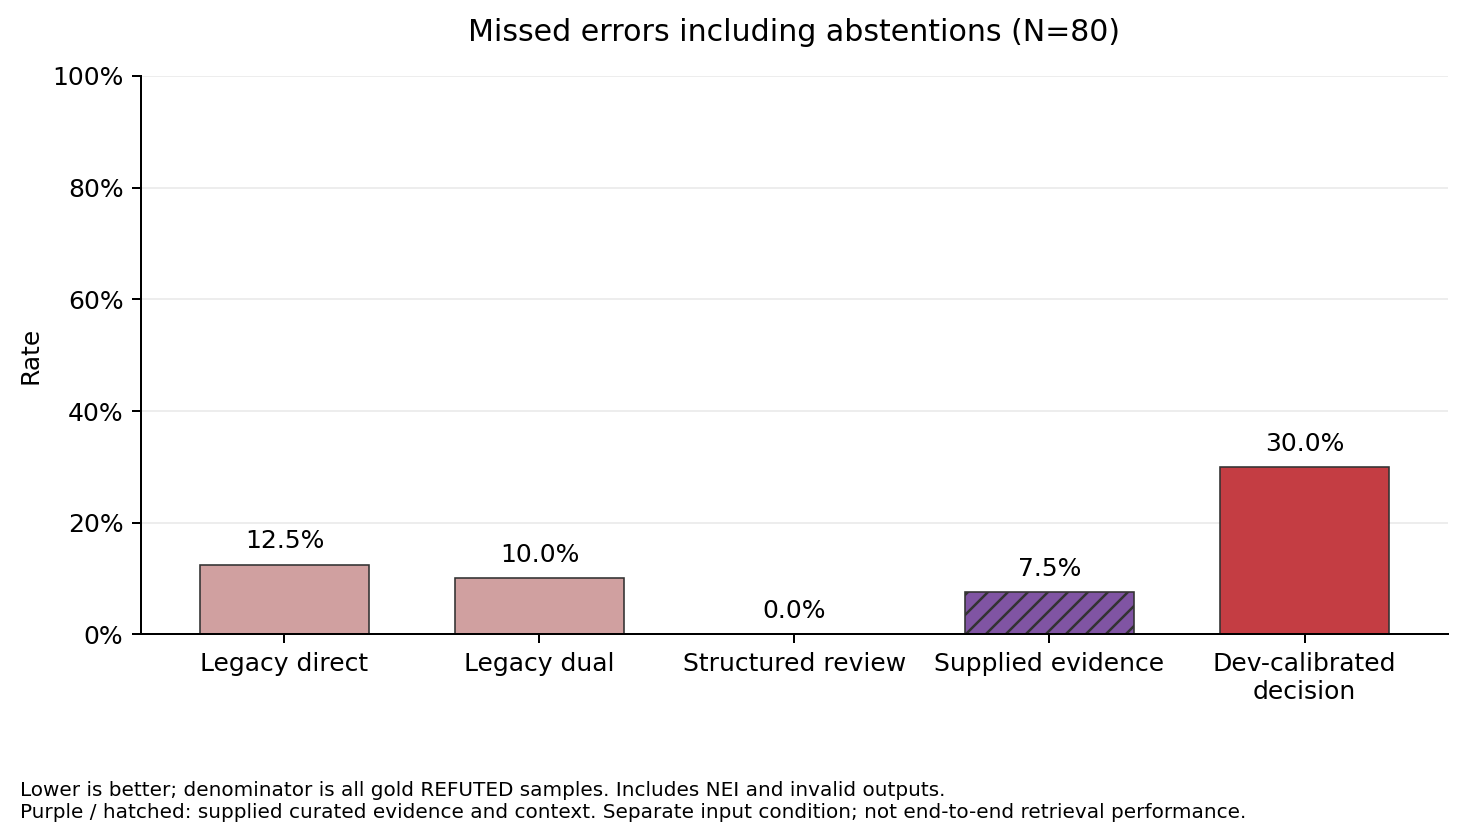 Missed errors including abstentions (N=80)
100%
80%
60%
40%
20%
0%
Rate
12.5%
10.0%
0.0%
7.5%
30.0%
Legacy direct
Legacy dual
Structured review
Supplied evidence
Dev-calibrated
decision
Lower is better; denominator is all gold REFUTED samples. Includes NEI and invalid outputs.
Purple / hatched: supplied curated evidence and context. Separate input condition; not end-to-end retrieval performance.